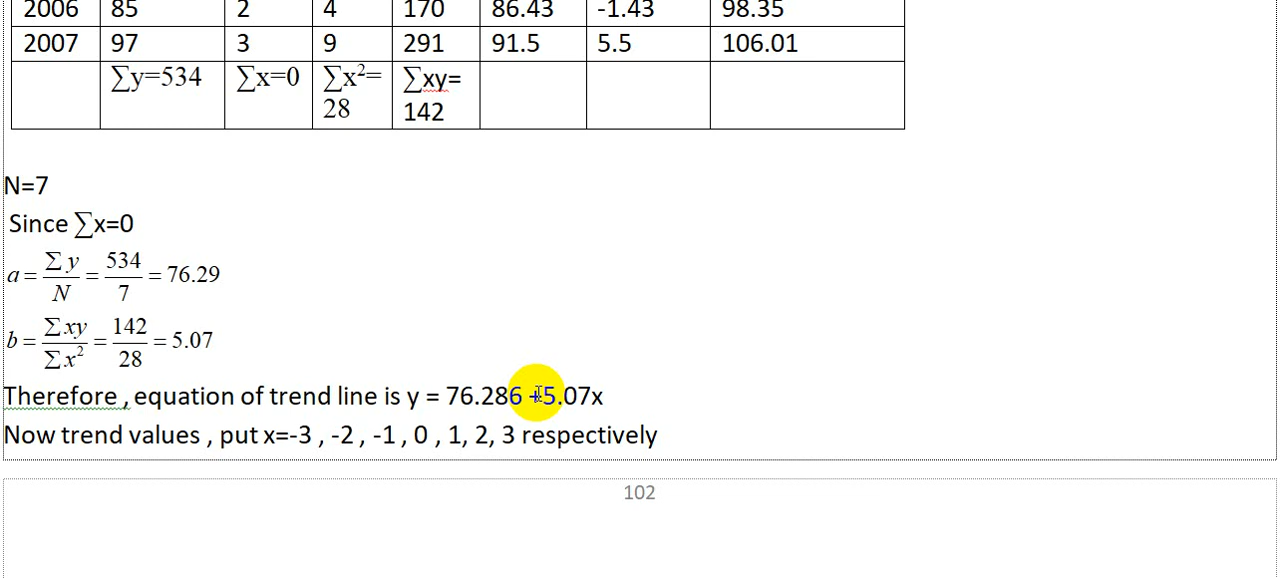 2006 85 2 4 170 86.43 -1.43 98.35
2007 97 3 9 291 91.5 5.5 106.01
∑y=534 ∑x=0 ∑x²= ∑xy=
28 142
N=7
Since ∑x=0
a = Σy/N = 534/7 = 76.29
b = Σxy/Σx² = 142/28 = 5.07
Therefore , equation of trend line is y = 76.286 +5.07x
Now trend values , put x=-3 , -2 , -1 , 0 , 1, 2, 3 respectively
102